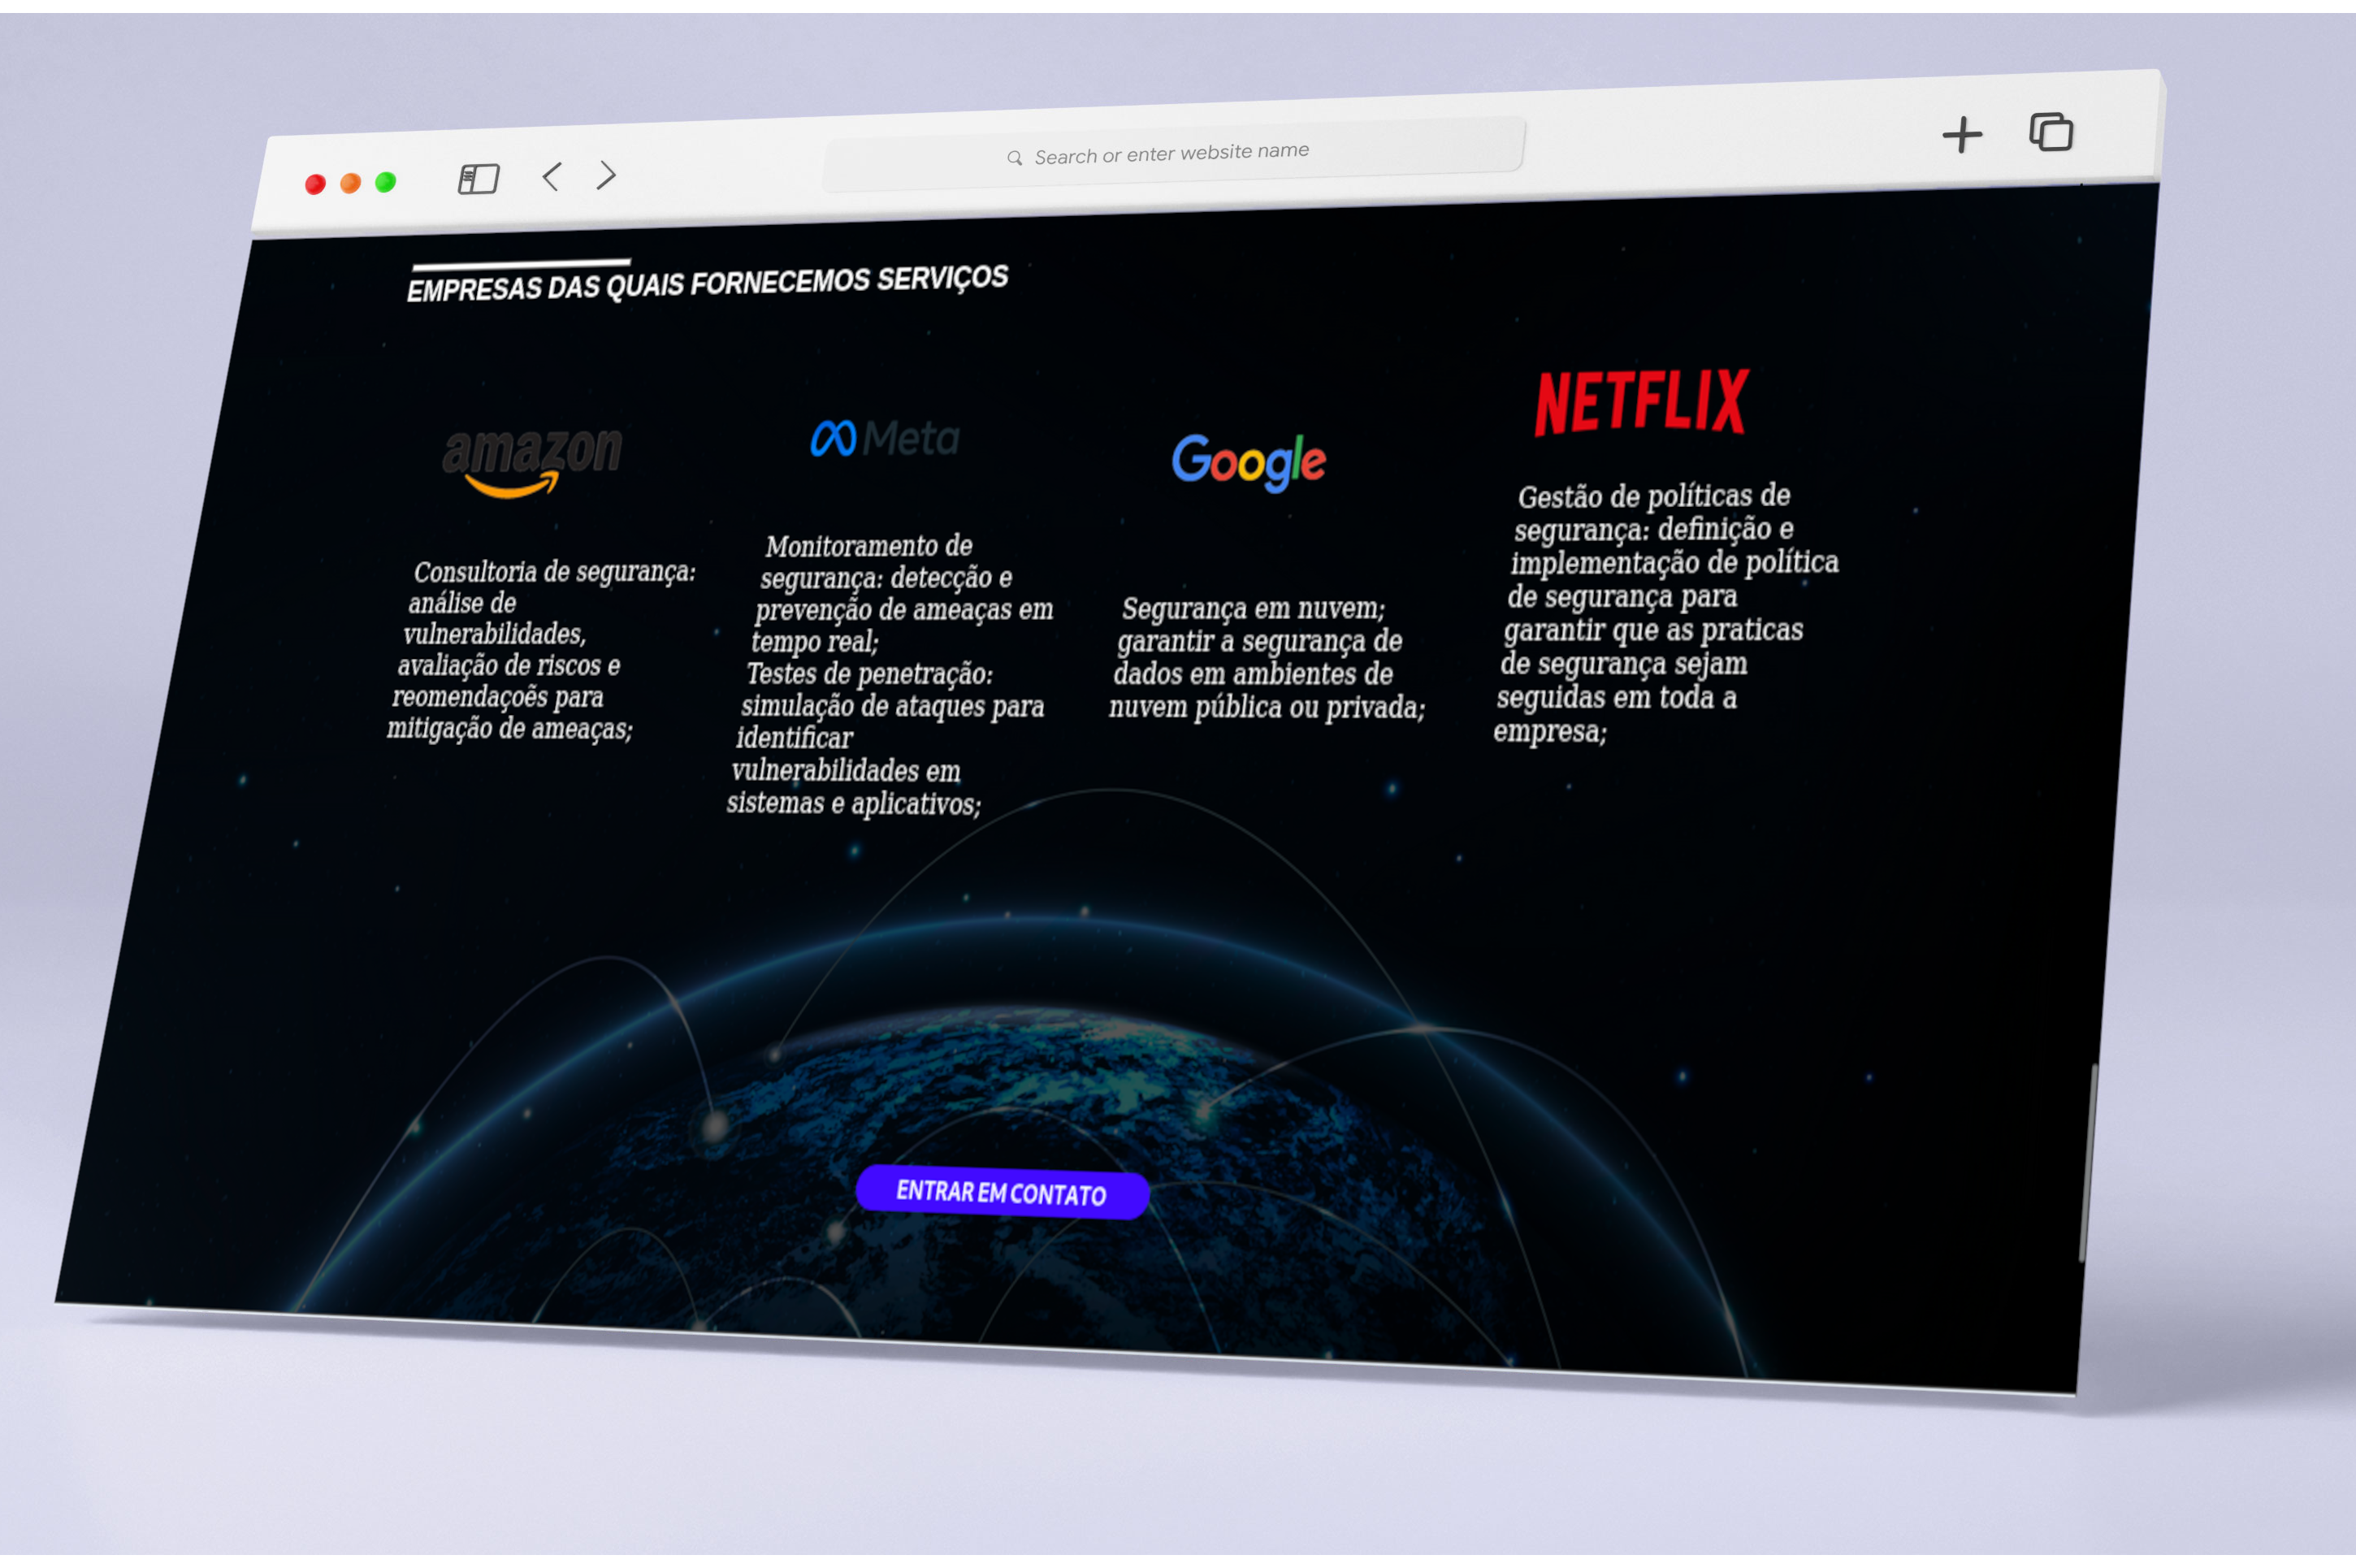 Search or enter website name
EMPRESAS DAS QUAIS FORNECEMOS SERVIÇOS
amazon
Consultoria de segurança:
análise de
vulnerabilidades,
avaliação de riscos e
reomendaçoẽs para
mitigação de ameaças;
Meta
Monitoramento de
segurança: detecção e
prevenção de ameaças em
tempo real;
Testes de penetração:
simulação de ataques para
identificar
vulnerabilidades em
sistemas e aplicativos;
Google
Segurança em nuvem;
garantir a segurança de
dados em ambientes de
nuvem pública ou privada;
NETFLIX
Gestão de políticas de
segurança: definição e
implementação de política
de segurança para
garantir que as praticas
de segurança sejam
seguidas em toda a
empresa;
ENTRAR EM CONTATO